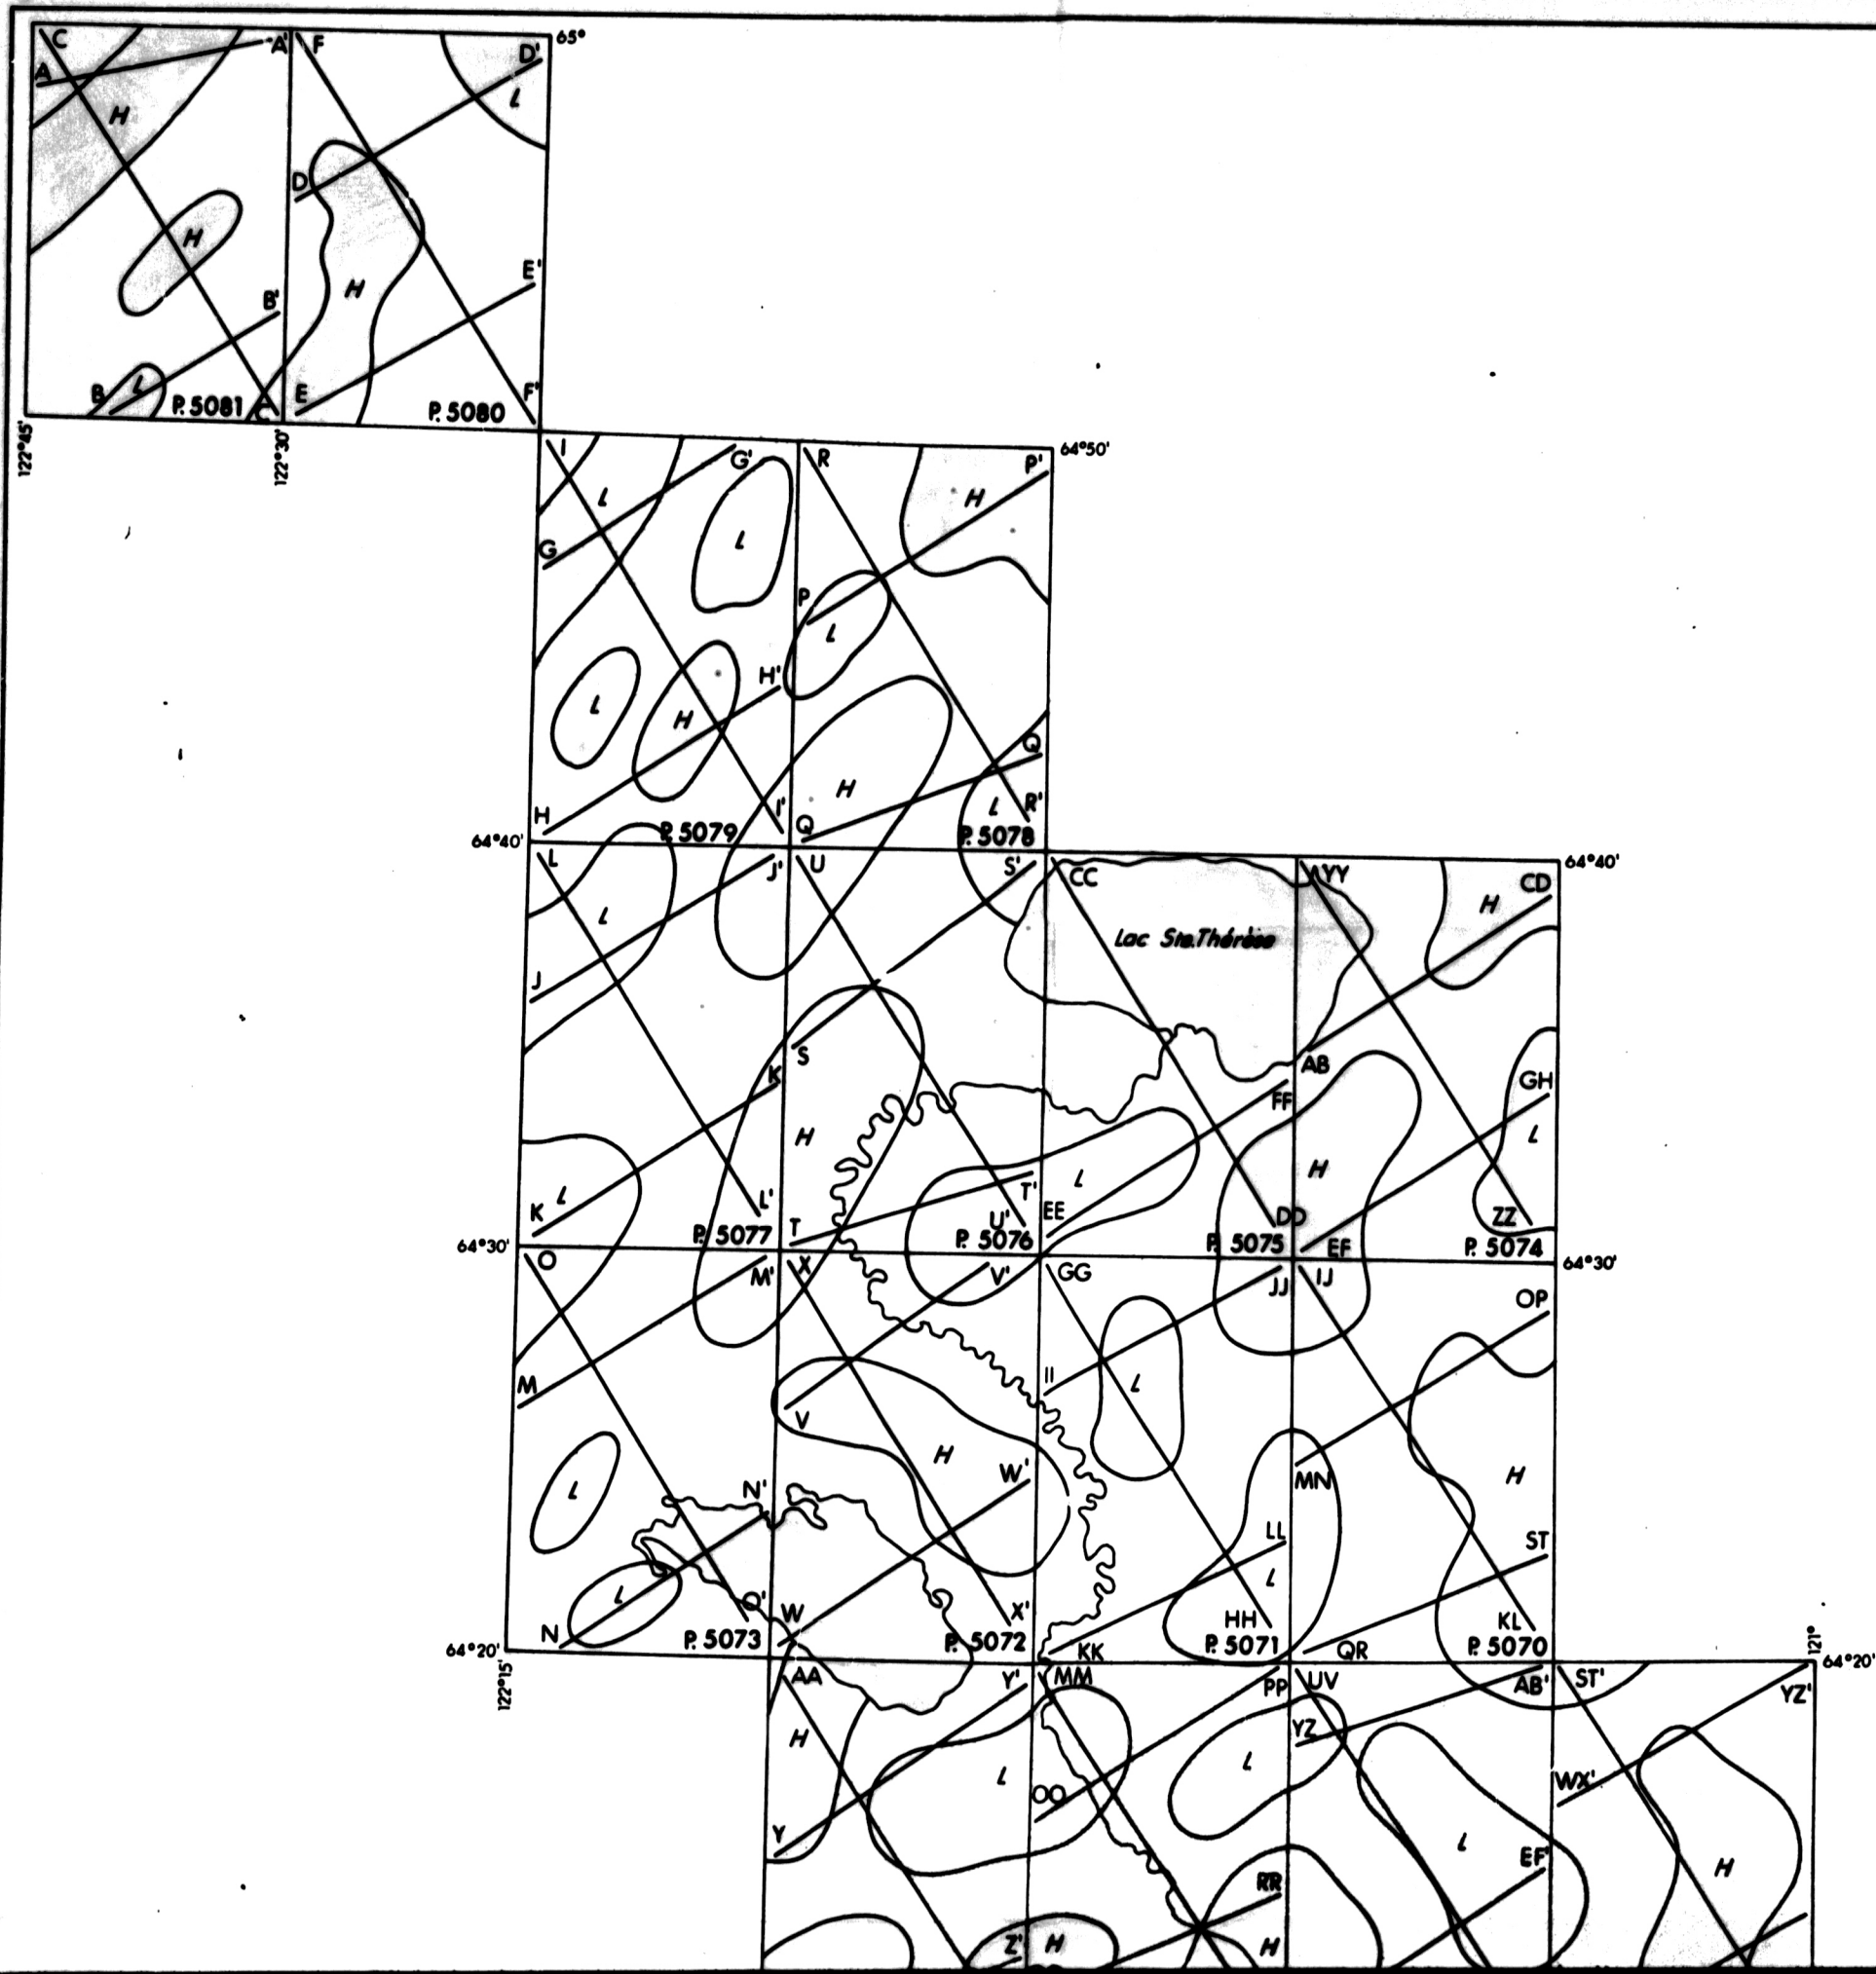 C
A' F
65°
D'
A
L
H
D
H
E'
H
B'
B L
E
F'
P. 5081
C'
P. 5080
122°45'
122°30'
I
G'
R
P'
64°50'
L
H
L
G
P
L
H'
L
H
Q
H
L
R'
H
I'
Q
P. 5079
P. 5078
64°40'
L
J'
U
S'
CC
YY
64°40'
CD
H
L
Lac Ste.Thérèse
J
S
AB
K
FF
GH
H
L
L
L
H
K
L'
T'
EE
U'
DD
ZZ
P. 5077
T
P. 5076
P. 5075
EF
P. 5074
64°30'
O
M'
X
V'
GG
JJ
IJ
64°30'
OP
M
II
L
V
H
H
L
N'
W'
MN
LL
ST
L
L
O'
W
X'
HH
KL
N
P. 5073
P. 5072
KK
P. 5071
QR
P. 5070
64°20'
122°15'
121°
64°20'
AA
Y'
MM
PP
UV
AB'
ST'
YZ'
H
YZ
L
L
OO
WX'
Y
L
EF'
H
RR
Z'
H
H